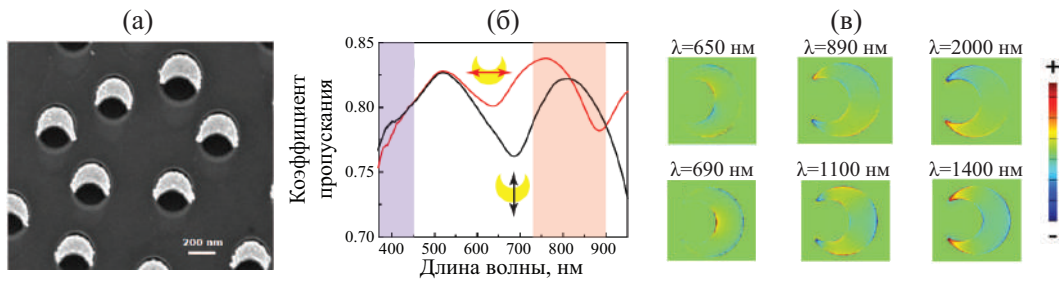 (а)
(б)
(в)
200 nm
0.85
0.80
0.75
0.70
Коэффициент
пропускания
400 500 600 700 800 900
Длина волны, нм
λ=650 нм
λ=890 нм
λ=2000 нм
λ=690 нм
λ=1100 нм
λ=1400 нм
+
-